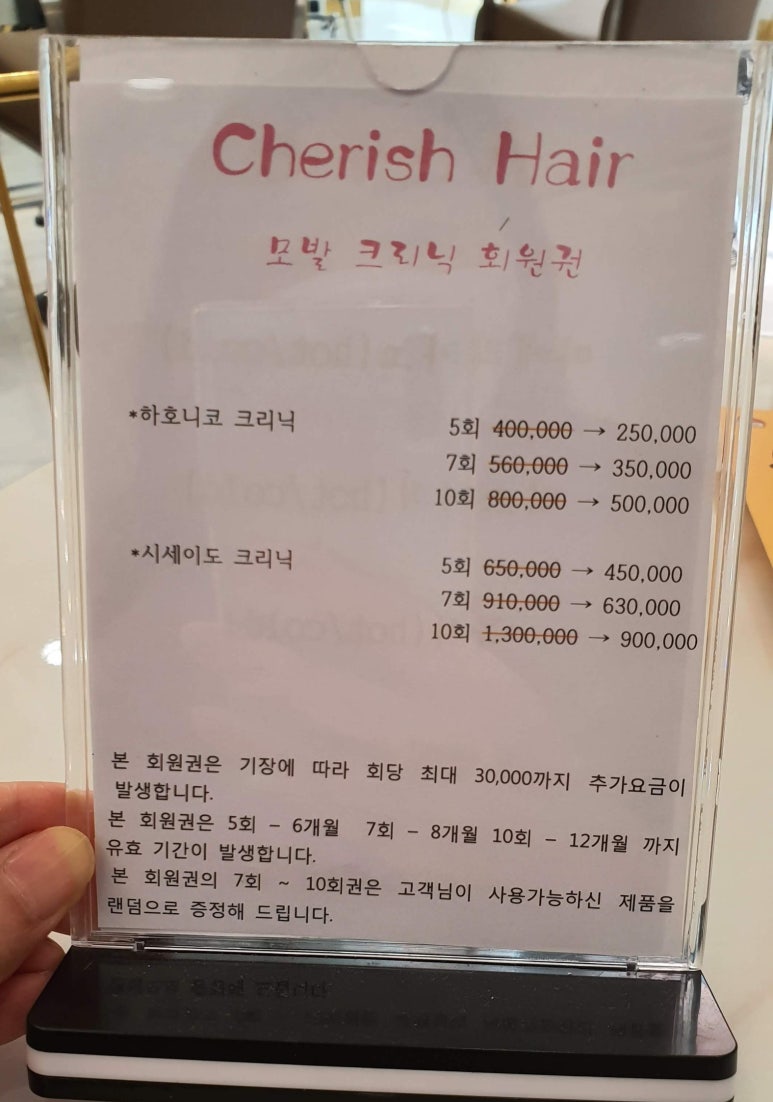 Cherish Hair
모발 크리닉 회원권
*하호니코 크리닉
5회 400,000 → 250,000
7회 560,000 → 350,000
10회 800,000 → 500,000
*시세이도 크리닉
5회 650,000 → 450,000
7회 910,000 → 630,000
10회 1,300,000 → 900,000
본 회원권은 기장에 따라 회당 최대 30,000까지 추가요금이
발생합니다.
본 회원권은 5회 – 6개월 7회 – 8개월 10회 – 12개월 까지
유효 기간이 발생합니다.
본 회원권의 7회 ~ 10회권은 고객님이 사용가능하신 제품을
랜덤으로 증정해 드립니다.